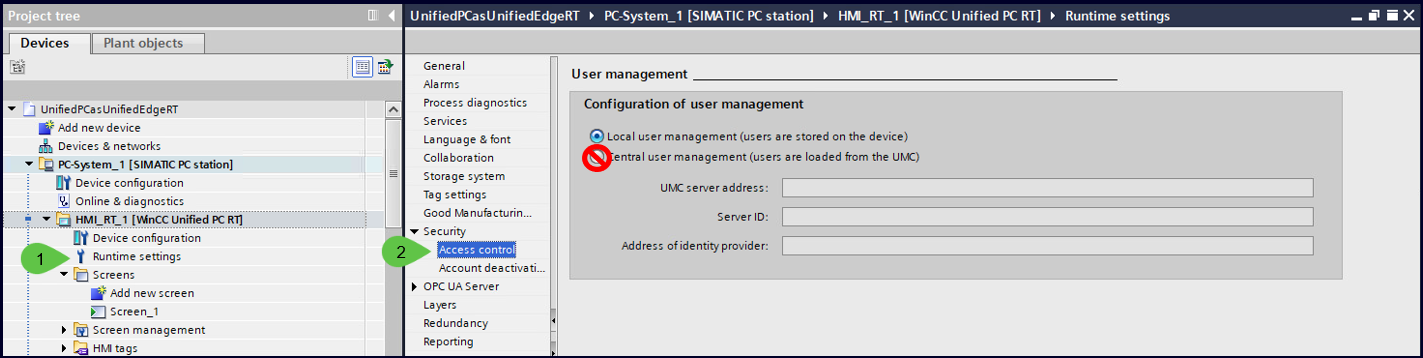 Project tree
Devices
Plant objects
UnifiedPCasUnifiedEdgeRT
Add new device
Devices & networks
PC-System_1 [SIMATIC PC station]
Device configuration
Online & diagnostics
HMI_RT_1 [WinCC Unified PC RT]
Device configuration
1
Runtime settings
Screens
Add new screen
Screen_1
Screen management
HMI tags
UnifiedPCasUnifiedEdgeRT PC-System_1 [SIMATIC PC station] HMI_RT_1 [WinCC Unified PC RT] Runtime settings
General
Alarms
Process diagnostics
Services
Language & font
Collaboration
Storage system
Tag settings
Good Manufacturin...
Security
2
Access control
Account deactivati...
OPC UA Server
Layers
Redundancy
Reporting
User management
Configuration of user management
Local user management (users are stored on the device)
Central user management (users are loaded from the UMC)
UMC server address:
Server ID:
Address of identity provider: